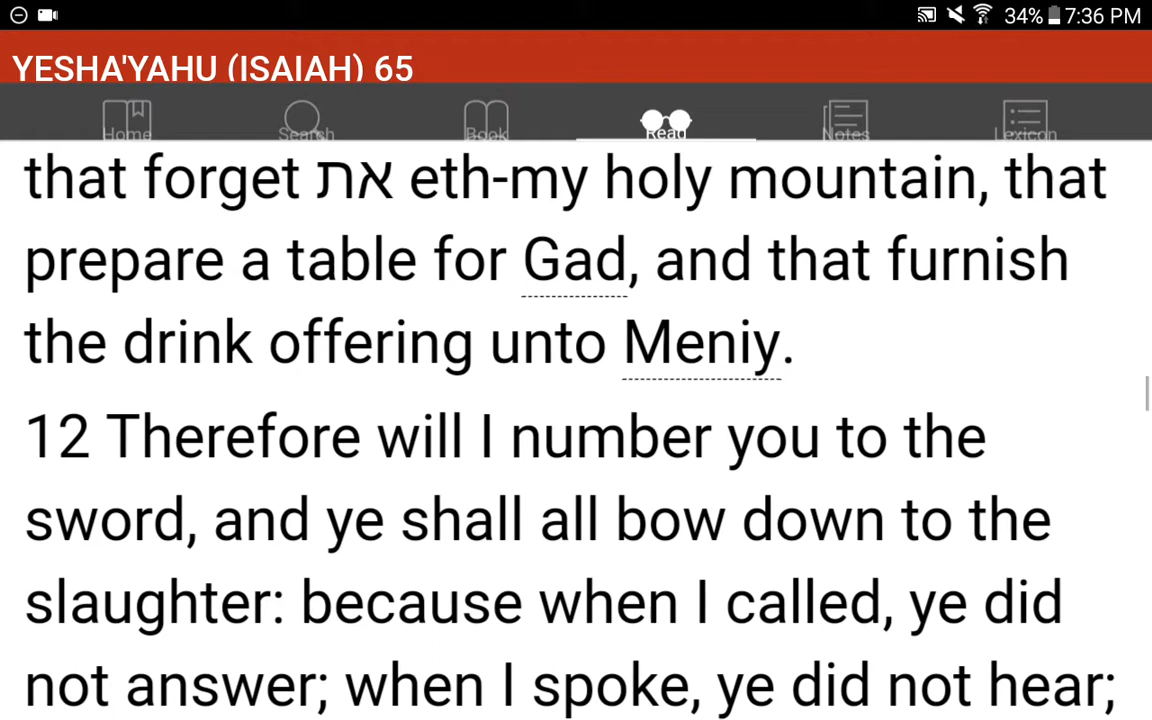 34% 7:36 PM
YESHA'YAHU (ISAIAH) 65
Home Search Book Read Notes Lexicon
that forget את eth-my holy mountain, that
prepare a table for Gad, and that furnish
the drink offering unto Meniy.
12 Therefore will I number you to the
sword, and ye shall all bow down to the
slaughter: because when I called, ye did
not answer; when I spoke, ye did not hear;